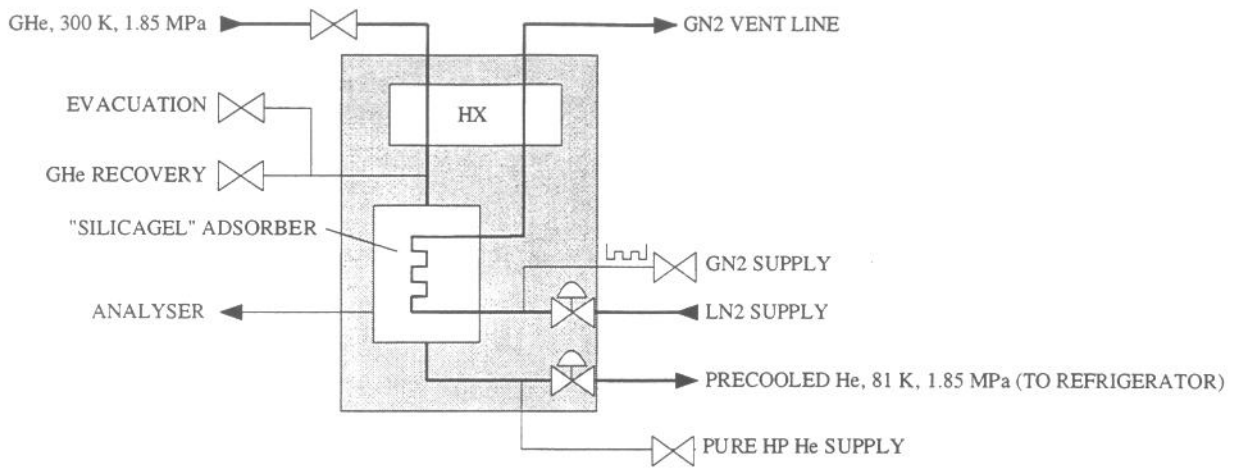 GHe, 300 K, 1.85 MPa
GN2 VENT LINE
EVACUATION
HX
GHe RECOVERY
"SILICAGEL" ADSORBER
GN2 SUPPLY
ANALYSER
LN2 SUPPLY
PRECOOLED He, 81 K, 1.85 MPa (TO REFRIGERATOR)
PURE HP He SUPPLY